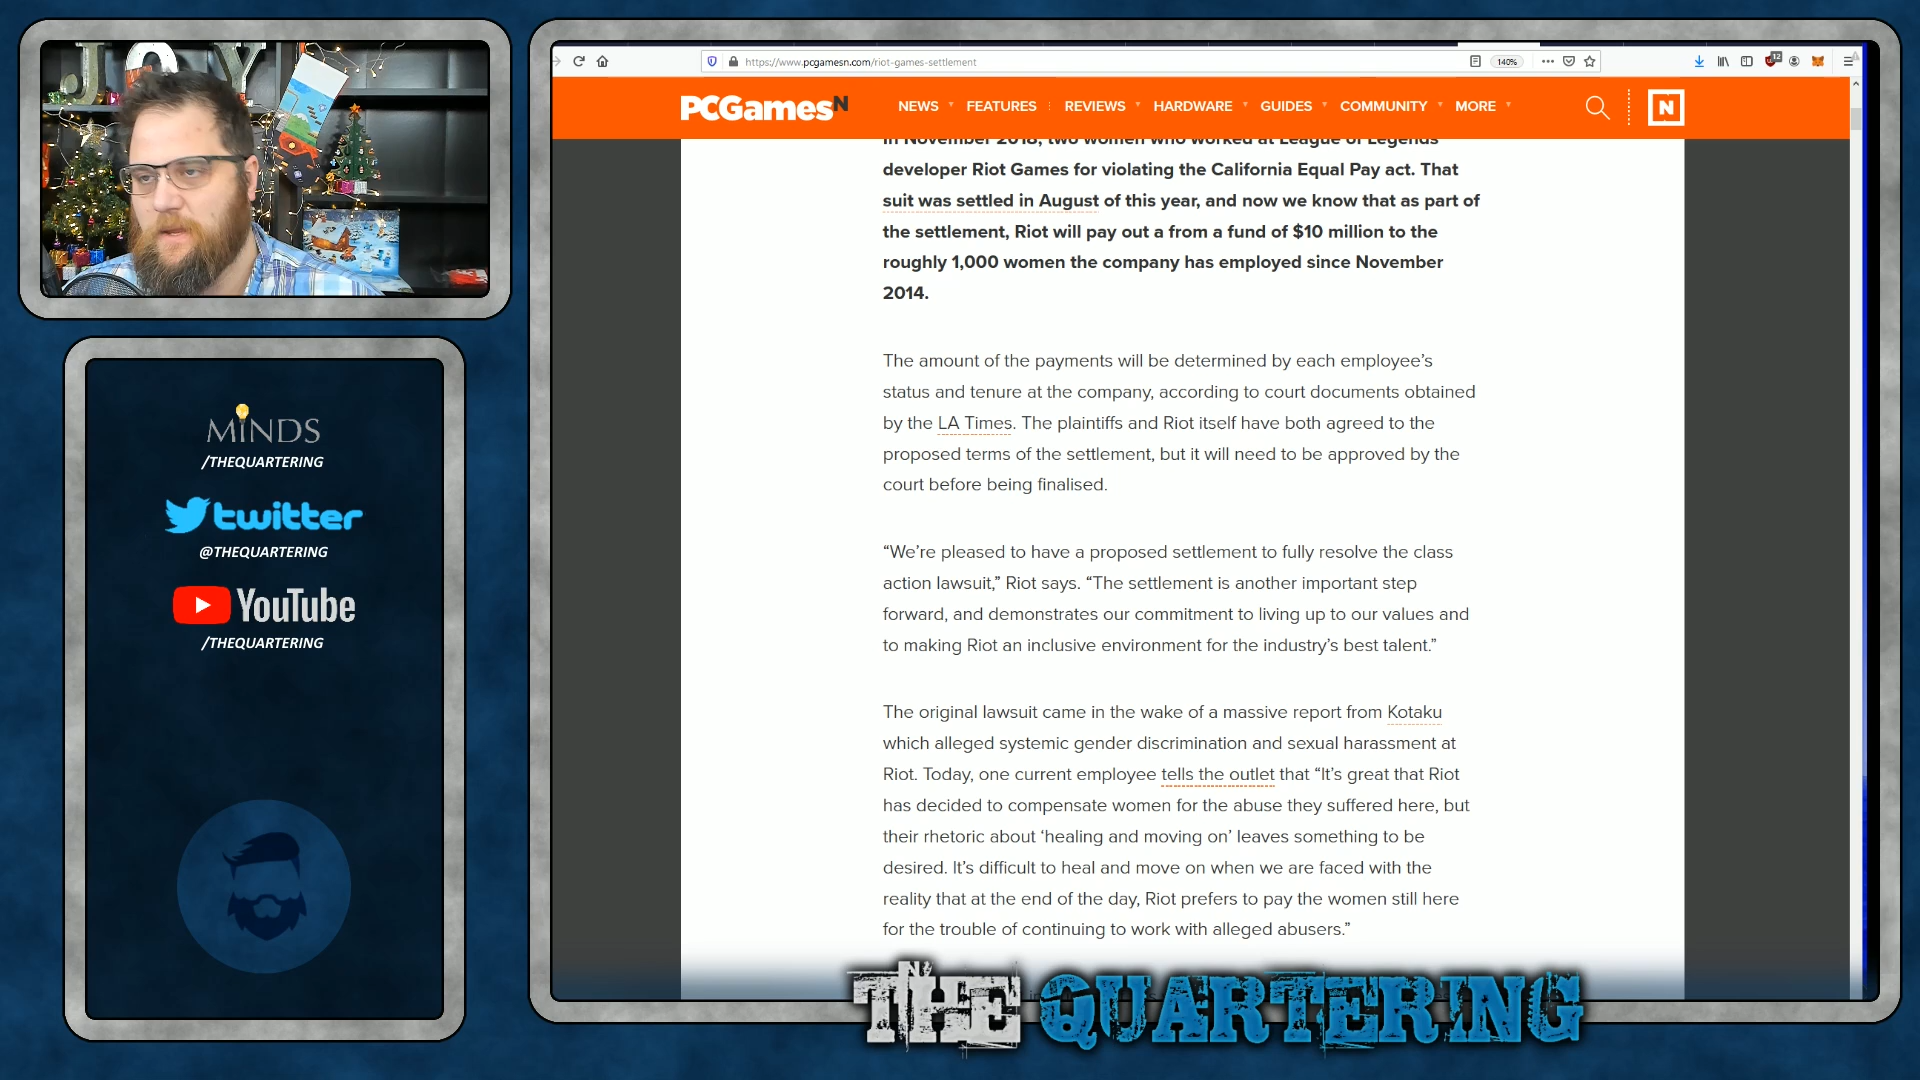 JOY
MINDS
/THEQUARTERING
twitter
@THEQUARTERING
YouTube
/THEQUARTERING
https://www.pcgamesn.com/riot-games-settlement
140%
12
PCGamesN
NEWS
FEATURES
REVIEWS
HARDWARE
GUIDES
COMMUNITY
MORE
N
In November 2018, two women who worked at League of Legends
developer Riot Games for violating the California Equal Pay act. That
suit was settled in August of this year, and now we know that as part of
the settlement, Riot will pay out a from a fund of $10 million to the
roughly 1,000 women the company has employed since November
2014.
The amount of the payments will be determined by each employee’s
status and tenure at the company, according to court documents obtained
by the LA Times. The plaintiffs and Riot itself have both agreed to the
proposed terms of the settlement, but it will need to be approved by the
court before being finalised.
“We’re pleased to have a proposed settlement to fully resolve the class
action lawsuit,” Riot says. “The settlement is another important step
forward, and demonstrates our commitment to living up to our values and
to making Riot an inclusive environment for the industry’s best talent.”
The original lawsuit came in the wake of a massive report from Kotaku
which alleged systemic gender discrimination and sexual harassment at
Riot. Today, one current employee tells the outlet that “It’s great that Riot
has decided to compensate women for the abuse they suffered here, but
their rhetoric about ‘healing and moving on’ leaves something to be
desired. It’s difficult to heal and move on when we are faced with the
reality that at the end of the day, Riot prefers to pay the women still here
for the trouble of continuing to work with alleged abusers.”
THE QUARTERING